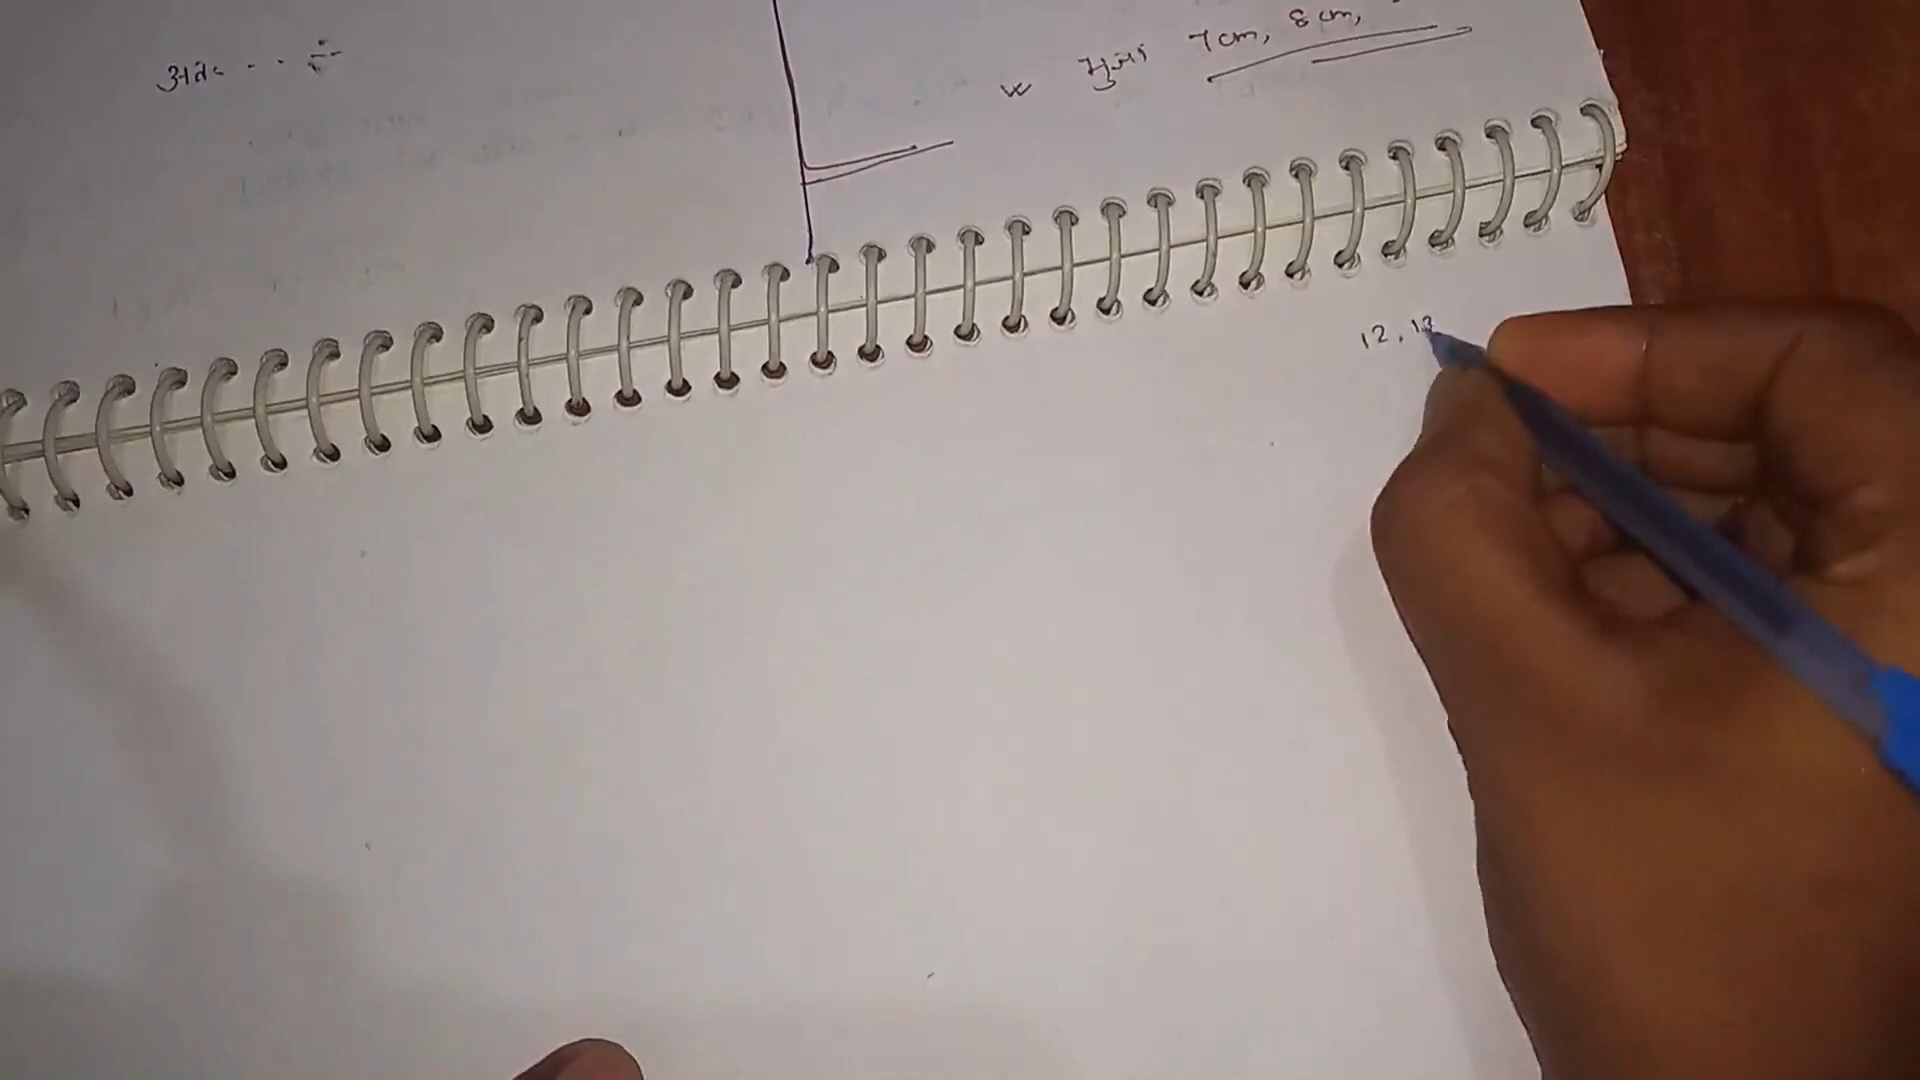 अतः - - ÷
w भुजा 7cm, 8cm,
12, 13